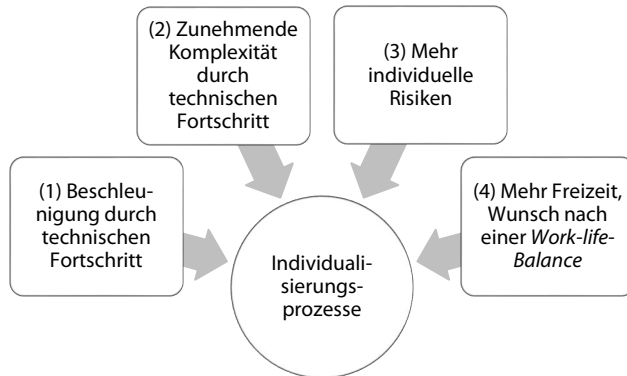 (2) Zunehmende
Komplexität
durch
technischen
Fortschritt
(3) Mehr
individuelle
Risiken
(1) Beschleu-
nigung durch
technischen
Fortschritt
(4) Mehr Freizeit,
Wunsch nach
einer Work-life-
Balance
Individuali-
sierungs-
prozesse